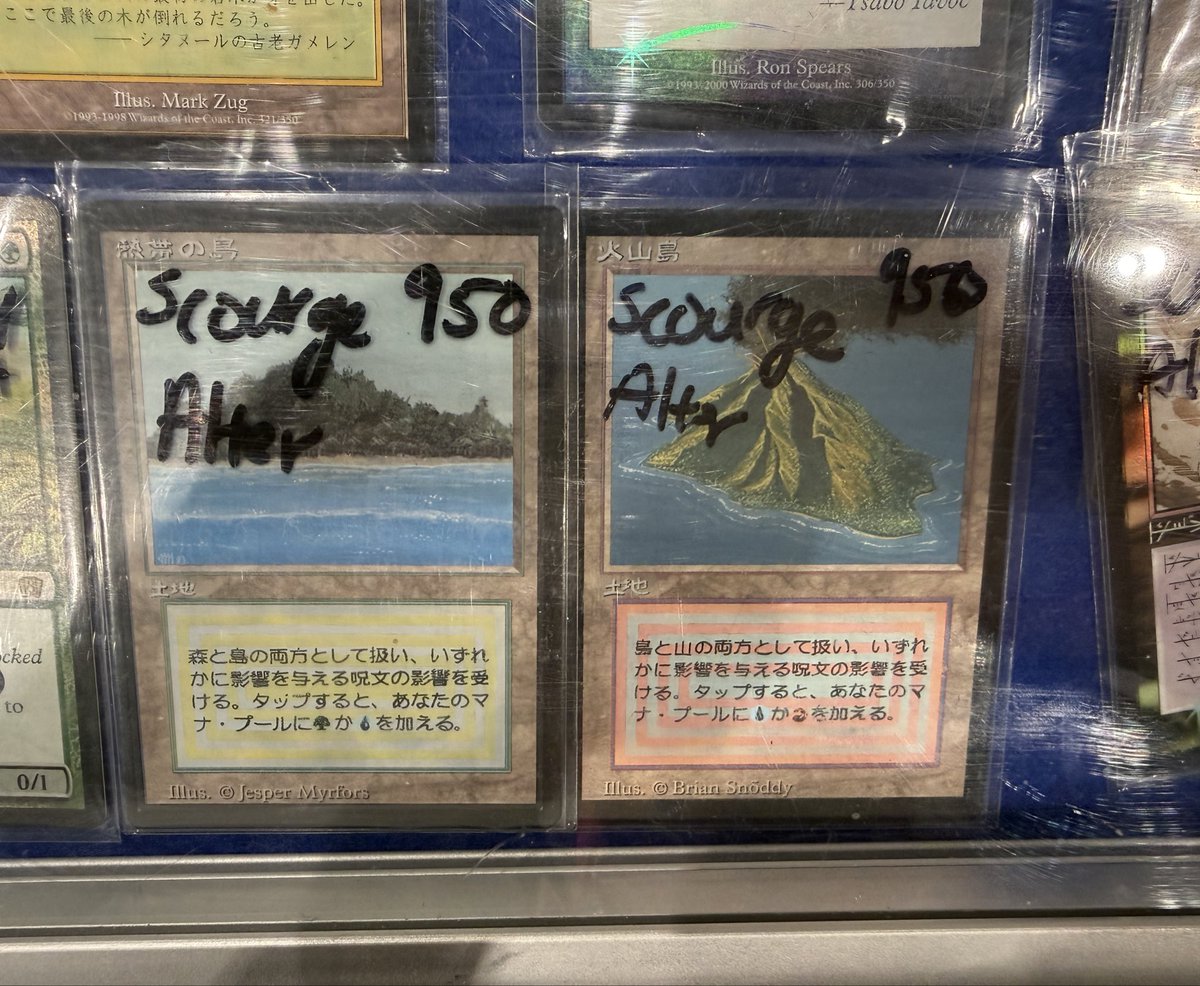 ここで最後の木が倒れるだろう。
―― シタヌールの古老ガメレン
Illus. Mark Zug
©1993-1998 Wizards of the Coast, Inc. 321/350
—Tsabo Tavoc
Illus. Ron Spears
©1993-2000 Wizards of the Coast, Inc. 306/350
熱帯の島
Scourge 950
Alter
土地
森と島の両方として扱い、いずれ
かに影響を与える呪文の影響を受
ける。タップすると、あなたのマ
ナ・プールにか を加える。
Illus. © Jesper Myrfors
火山島
Scourge 950
Alter
土地
島と山の両方として扱い、いずれ
かに影響を与える呪文の影響を受
ける。タップすると、あなたのマ
ナ・プールに かを加える。
Illus. © Brian Snõddy
ocked
to
0/1